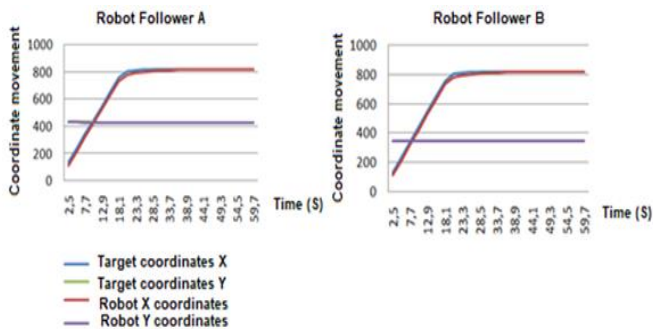 Robot Follower A
Coordinate movement
1000
800
600
400
200
0
2,5 7,7 12,9 18,1 23,3 28,5 33,7 38,9 44,1 49,3 54,5 59,7
Time ($)
Robot Follower B
Coordinate movement
1000
800
600
400
200
0
2,5 7,7 12,9 18,1 23,3 28,5 33,7 38,9 44,1 49,3 54,5 59,7
Time ($)
Target coordinates X
Target coordinates Y
Robot X coordinates
Robot Y coordinates